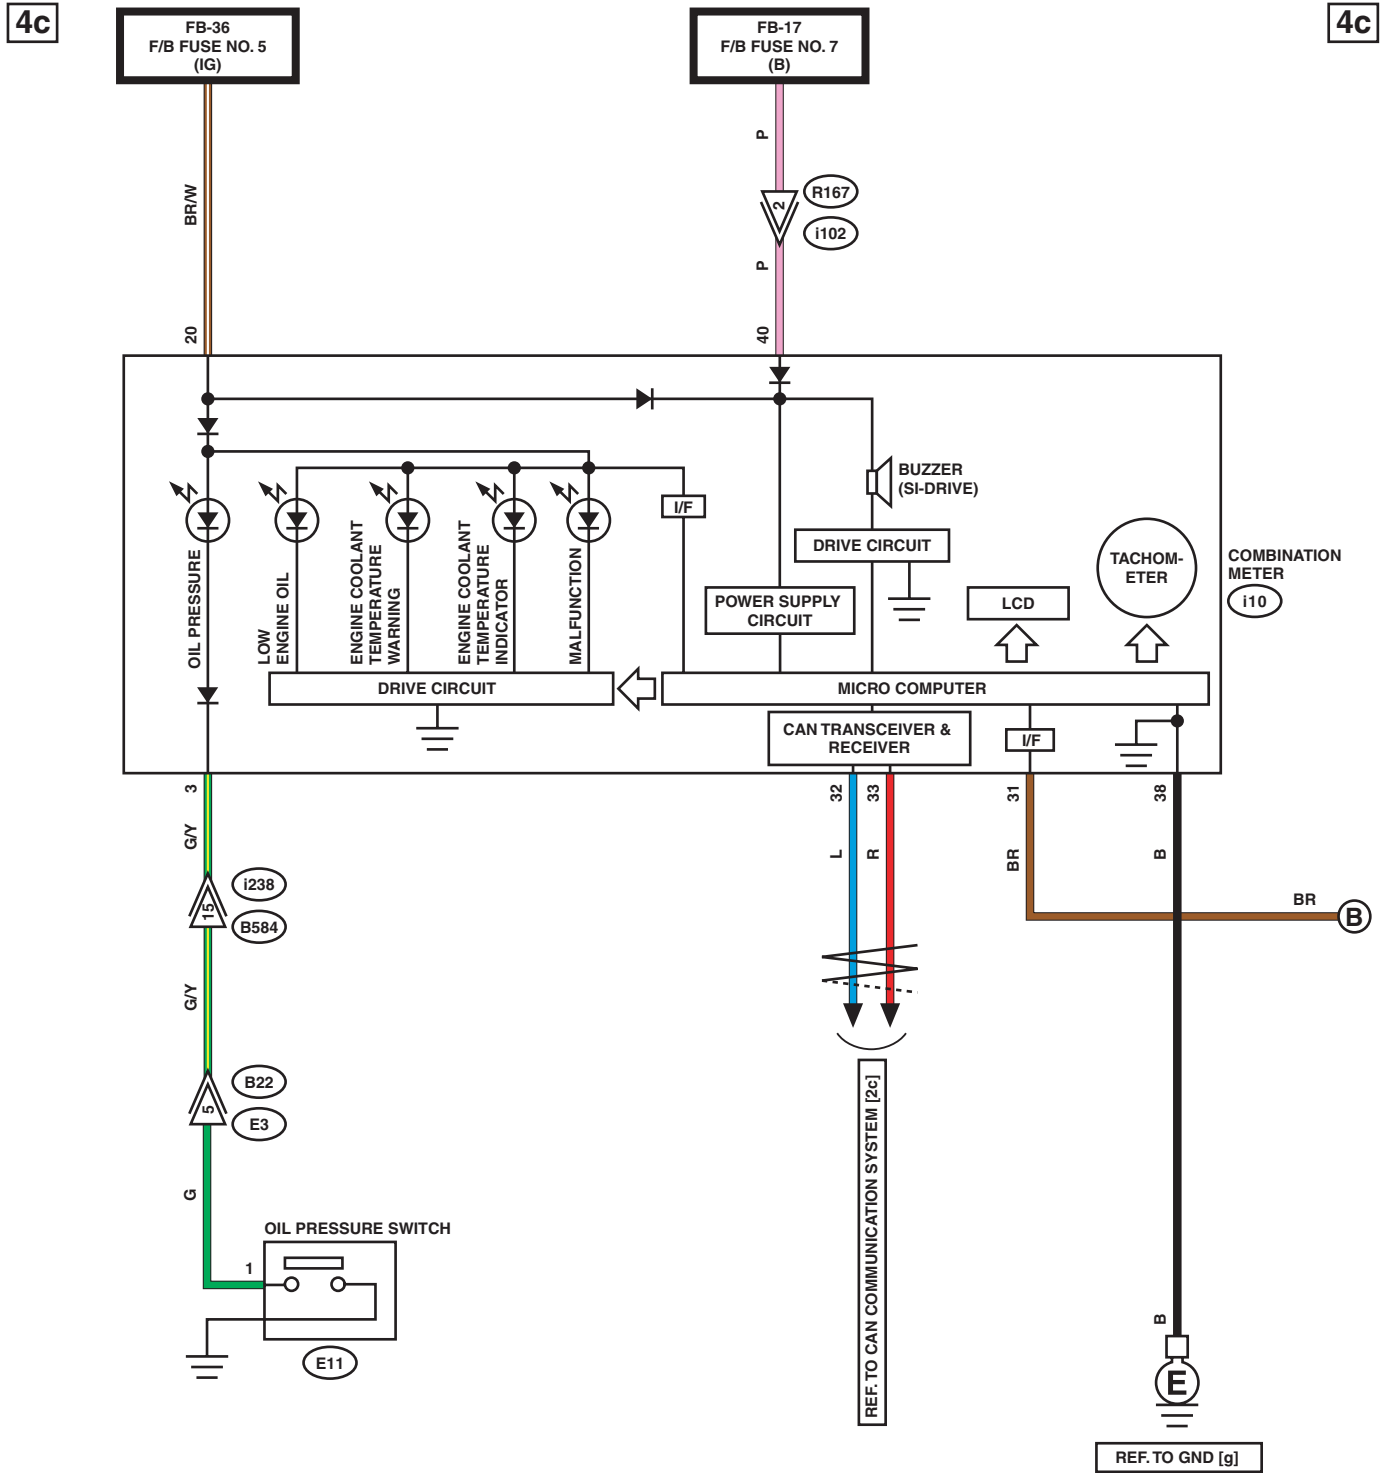 4c
4c
FB-36
F/B FUSE NO. 5
(IG)
FB-17
F/B FUSE NO. 7
(B)
BR/W
P
2
R167
i102
P
20
40
BUZZER
(SI-DRIVE)
I/F
DRIVE CIRCUIT
TACHOM-
ETER
COMBINATION
METER
i10
OIL PRESSURE
LOW
ENGINE OIL
ENGINE COOLANT
TEMPERATURE
WARNING
ENGINE COOLANT
TEMPERATURE
INDICATOR
MALFUNCTION
POWER SUPPLY
CIRCUIT
LCD
DRIVE CIRCUIT
MICRO COMPUTER
CAN TRANSCEIVER &
RECEIVER
I/F
3
32
33
31
38
G/Y
L
R
BR
B
i238
15
B584
BR
B
G/Y
B22
5
E3
G
OIL PRESSURE SWITCH
1
E11
REF. TO CAN COMMUNICATION SYSTEM [2c]
B
E
REF. TO GND [g]